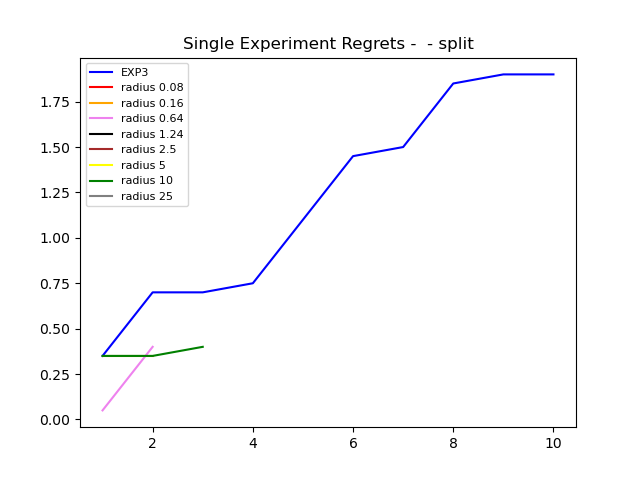 Single Experiment Regrets -  - split
EXP3
radius 0.08
radius 0.16
radius 0.64
radius 1.24
radius 2.5
radius 5
radius 10
radius 25
1.75
1.50
1.25
1.00
0.75
0.50
0.25
0.00
2 4 6 8 10